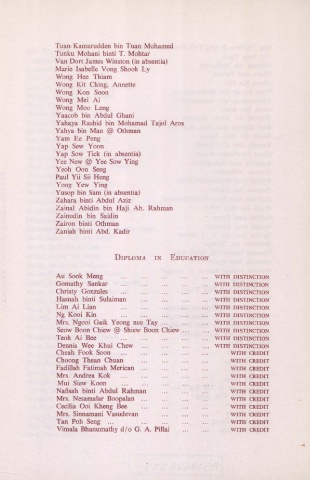 Tuan Kamarudden bin Tuan Mohamed
Tunku Mohani binti T. Mohtar
Van Dort James Winston (in absentia)
Marie Isabelle Vong Shook Ly
Wong Hee Thiam
Wong Kit Ching, Annette
Wong Kon Soon
Wong Mei Ai
Wong Moo Leng
Yaacob bin Abdul Ghani
Yahaya Rashid bin Mohamad Tajol Aros
Yahya bin Man @ Othman
Yam Ee Peng
Yap Sew Yoon
Yap Sow Tick (in absentia)
Yee New @ Yee Sow Ying
Yeoh Oon Seng
Paul Yii Sii Heng
Yong Yew Ying
Yusop bin Sam (in absentia)
Zahara binti Abdul Aziz
Zainal Abidin bin Haji Ab. Rahman
Zainudin bin Saidin
Zairon binti Othman
Zaniah binti Abd. Kadir
DIPLOMA IN EDUCATION
Au Sook Meng ... ... ... ... ... WITH DISTINCTION
Gomathy Sankar ... ... ... ... WITH DISTINCTION
Christy Gonzales ... ... ... ... WITH DISTINCTION
Hasnah binti Sulaiman ... ... ... ... WITH DISTINCTION
Lim Ai Lian ... ... ... ... WITH DISTINCTION
Ng Kooi Kin ... ... ... ... WITH DISTINCTION
Mrs. Ngooi Gaik Yeong nee Tay ... ... ... WITH DISTINCTION
Seow Boon Chiew @ Shiew Boon Chiew ... ... WITH DISTINCTION
Teoh Ai Bee ... ... ... ... WITH DISTINCTION
Dennis Wee Khui Chew ... ... ... WITH DISTINCTION
Cheah Fook Soon ... ... ... ... ... WITH CREDIT
Choong Thean Chuan ... ... ... ... WITH CREDIT
Fadillah Fatimah Merican ... ... ... ... WITH CREDIT
Mrs. Andrea Kok ... ... ... ... ... WITH CREDIT
Mui Siew Koon ... ... ... ... ... WITH CREDIT
Nafisah binti Abdul Rahman ... ... ... WITH CREDIT
Mrs. Nesamalar Boopalan ... ... ... ... WITH CREDIT
Cecilia Ooi Kheng Bee ... ... ... ... WITH CREDIT
Mrs. Sinnamani Vasudevan ... ... ... WITH CREDIT
Tan Poh Seng ... ... ... ... ... WITH CREDIT
Vimala Bhanumathy d/o G. A. Pillai ... ... WITH CREDIT